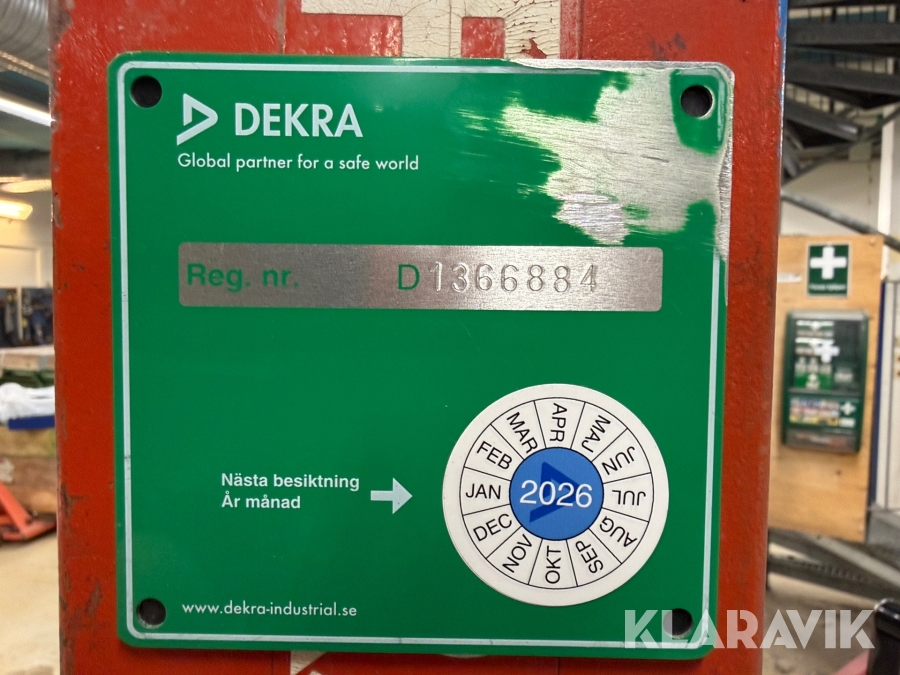 DEKRA
Global partner for a safe world
Reg. nr. D1366884
Nästa besiktning
År månad
JAN
FEB
MAR
APR
MAJ
JUN
JUL
AUG
SEP
OKT
NOV
DEC
2026
www.dekra-industrial.se
KLARAVIK